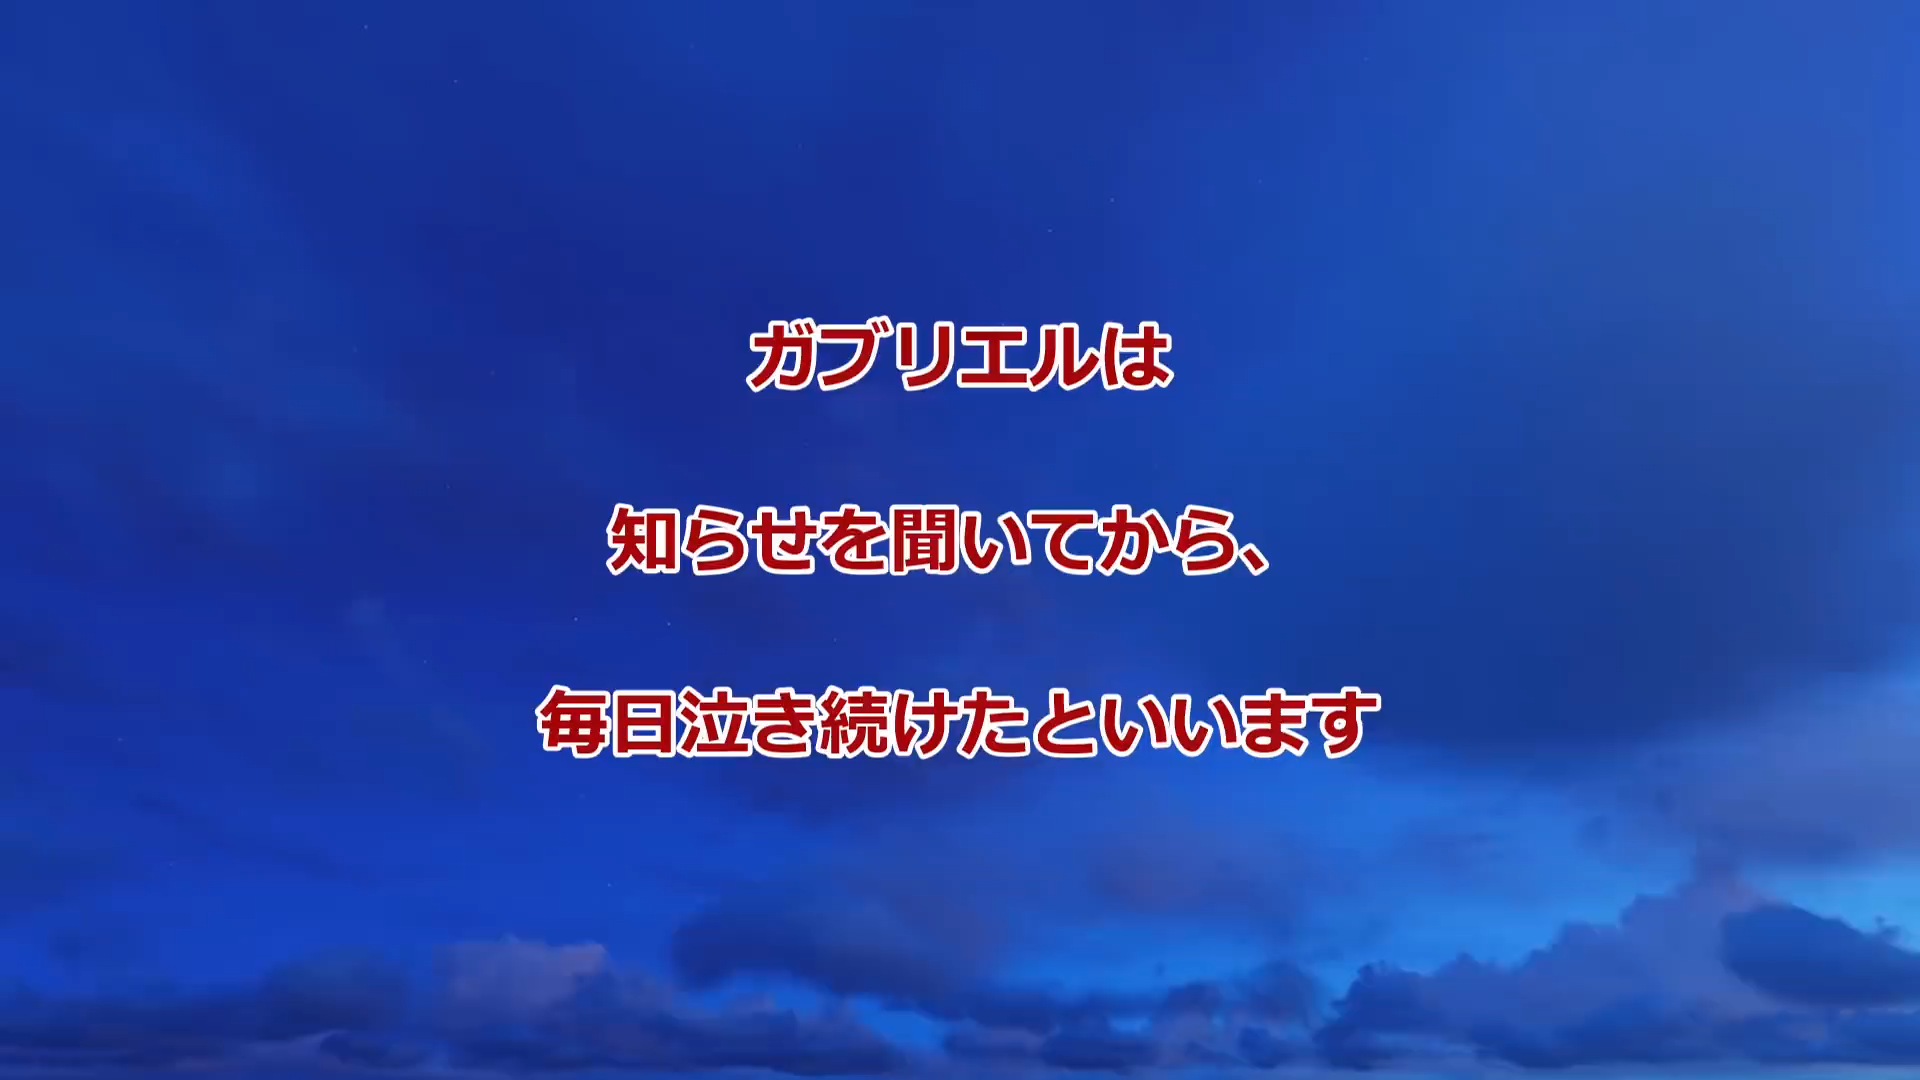 ガブリエルは
知らせを聞いてから、
毎日泣き続けたといいます